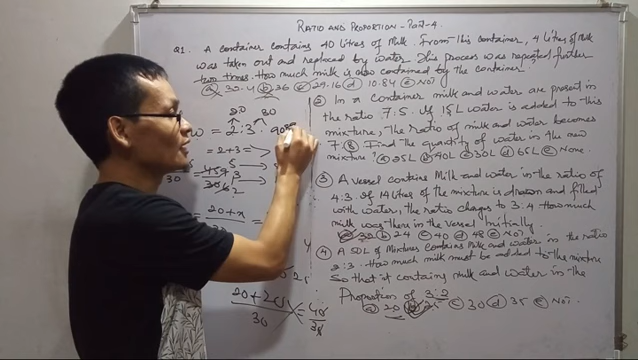 RATIO AND PROPORTION - Part-4
Q1. A container contains 40 litres of Milk. From this container, 4 litres of Milk
was taken out and replaced by water. This process was repeated further
two times. How much milk is now contained by the container.
(b) 36 (c) 29.16 (d) 10.84 (e) Not
(2) In a container milk and water are present in
the ratio 7:5. If 15L water is added to this
mixture, the ratio of milk and water becomes
7:8. Find the quantity of water in the new
mixture? (b) 40L (c) 30L (d) 65L (e) None.
(3) A vessel contains Milk and water in the ratio of
4:3. If 14 litres of the mixture is drawn and filled
with water, the ratio changes to 3:4. How much
milk was there in the vessel Initially.
(b) 24 (c) 40 (d) 48 (e) Not
(4) A 50L of Mixtures contains Milk and water in the ratio
2:3. How much milk must be added to the mixture
So that it contains milk and water in the
Proportion of 3:2
(a) 20 (c) 30 (d) 35 (e) Not.
20 30
= 2:3
= 2+3 =
20+x
30